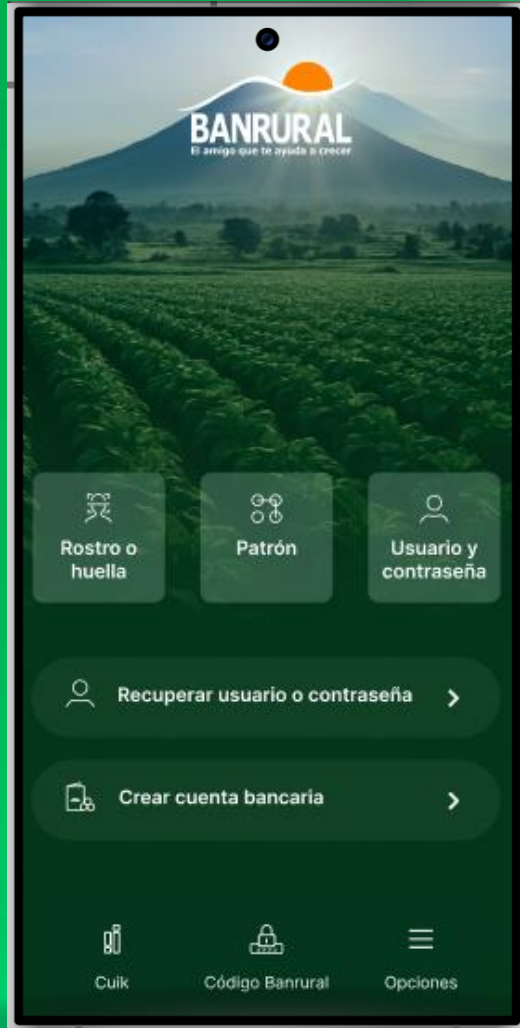 BANRURAL
El amigo que te ayuda a crecer
Rostro o
huella
Patrón
Usuario y
contraseña
Recuperar usuario o contraseña
Crear cuenta bancaria
Cuik
Código Banrural
Opciones